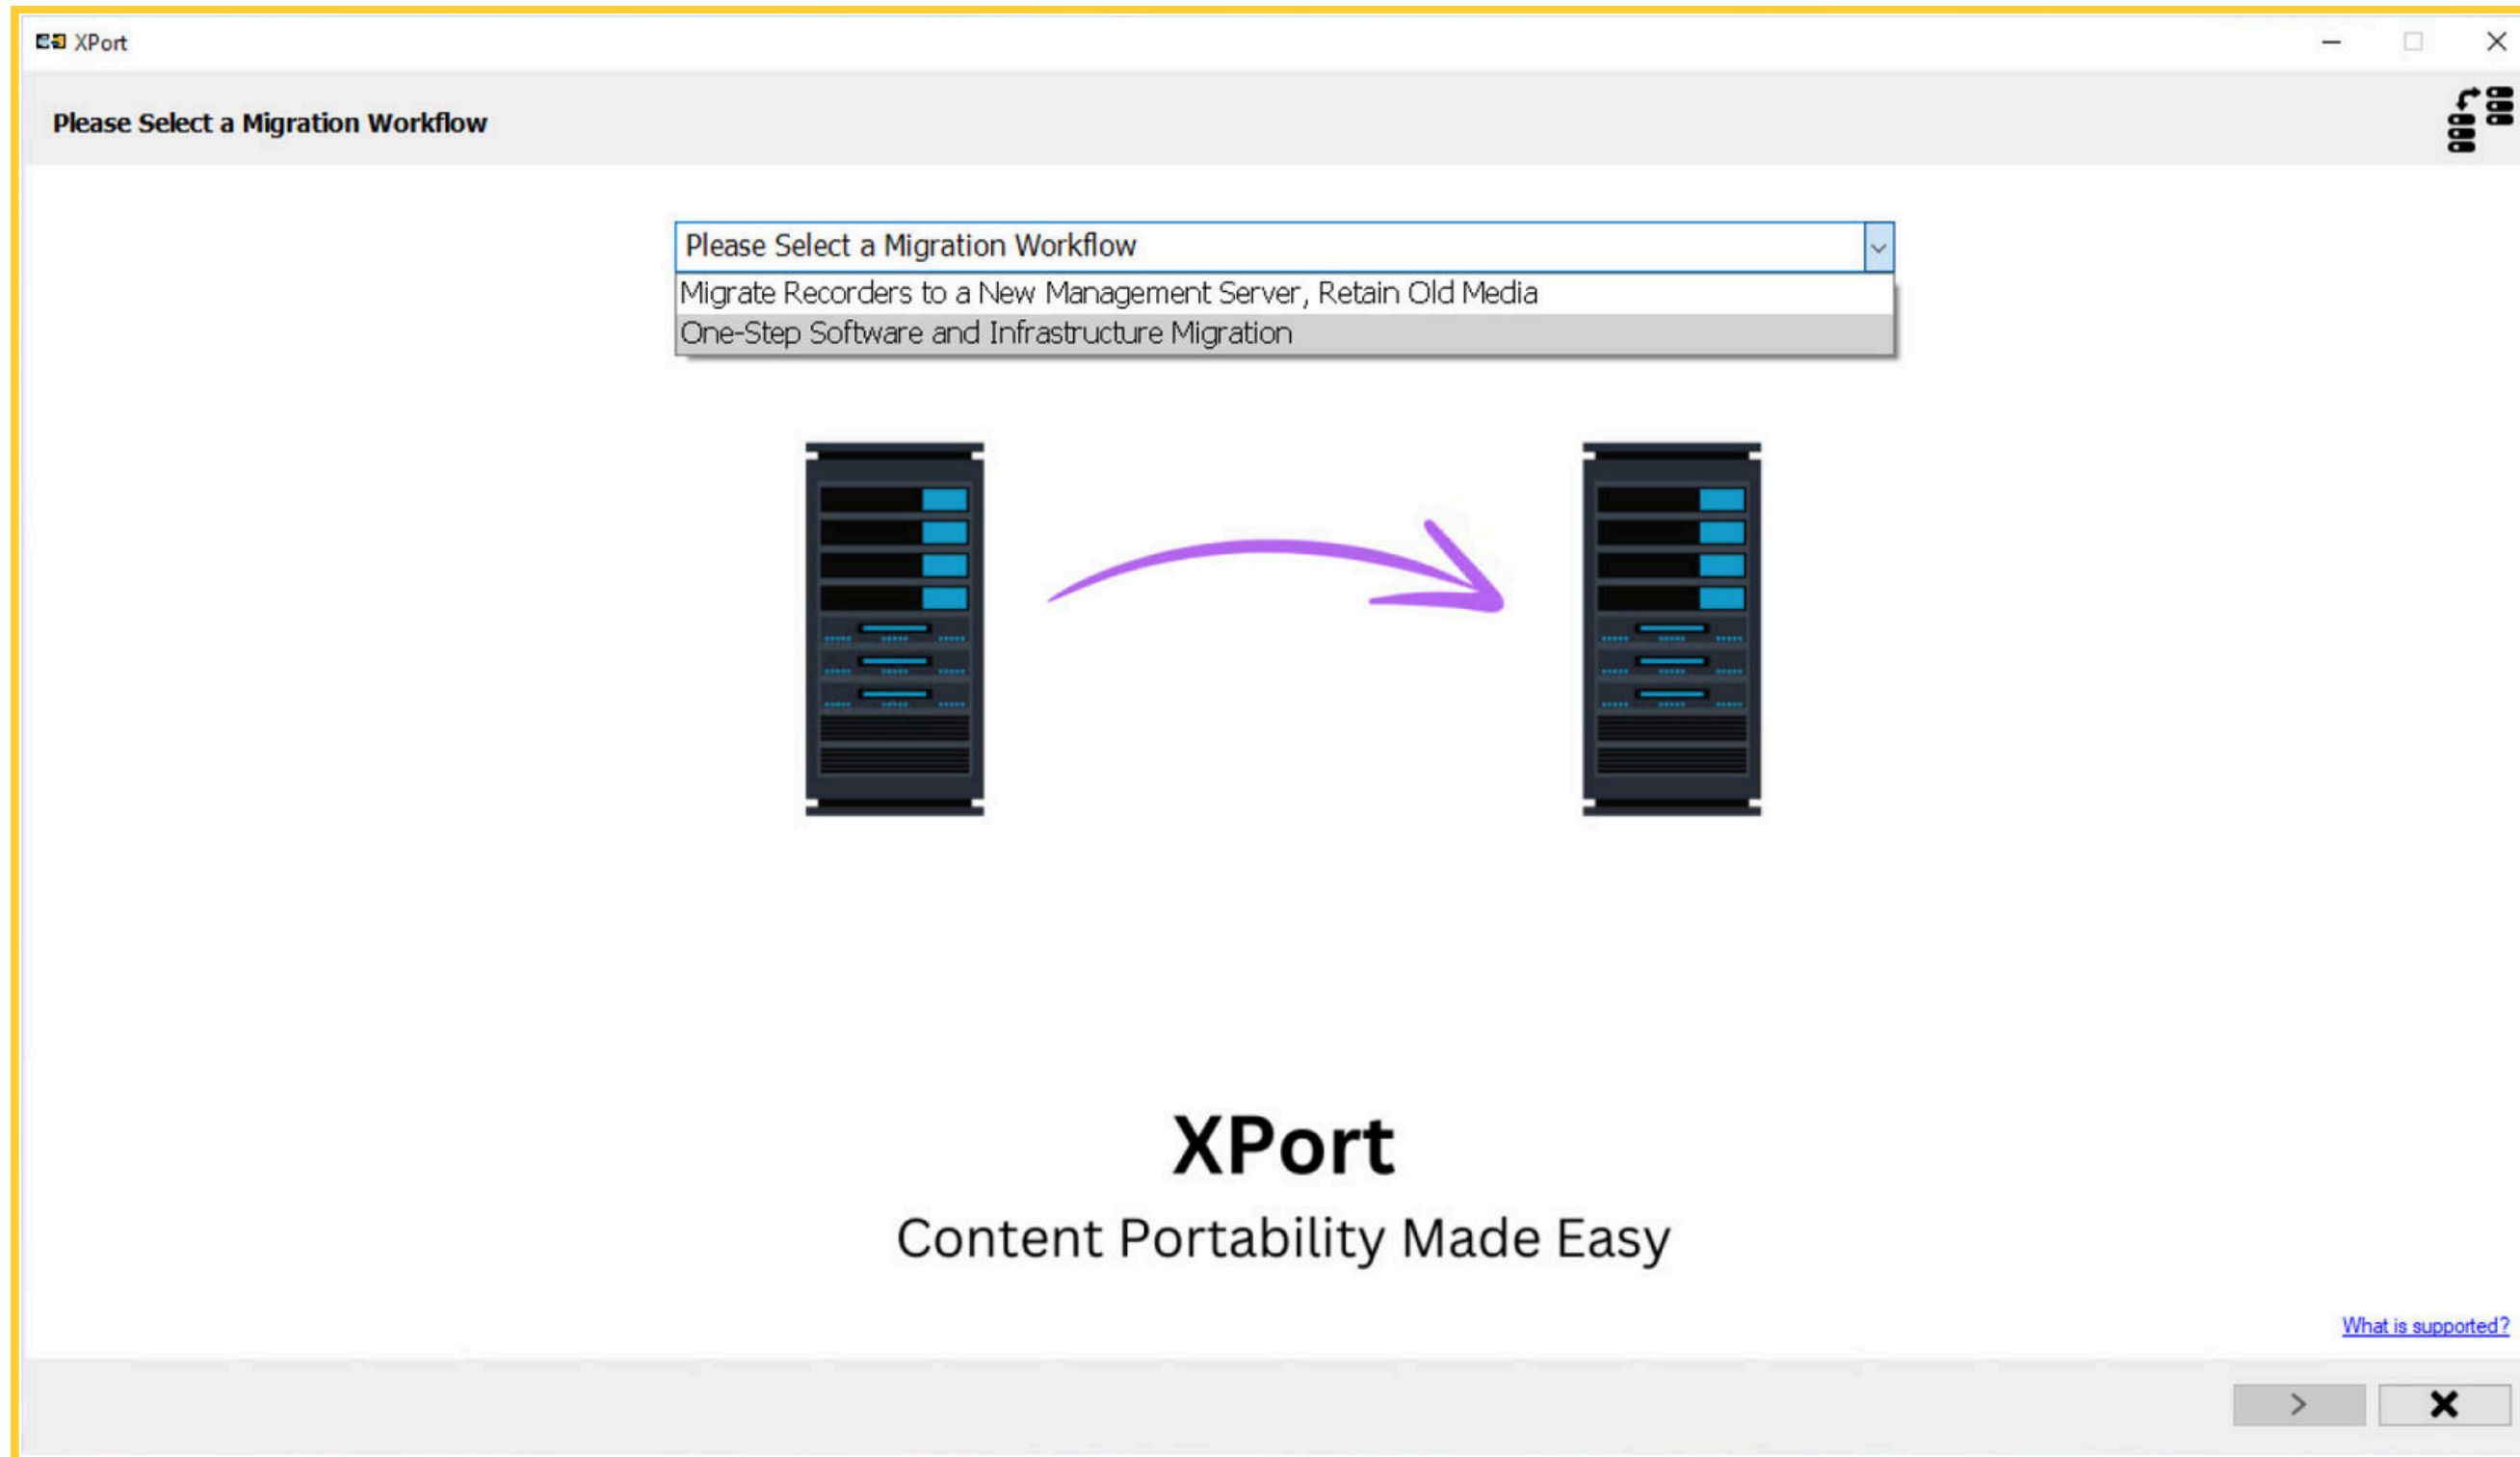 XPort
Please Select a Migration Workflow
Please Select a Migration Workflow
Migrate Recorders to a New Management Server, Retain Old Media
One-Step Software and Infrastructure Migration
XPort
Content Portability Made Easy
What is supported?